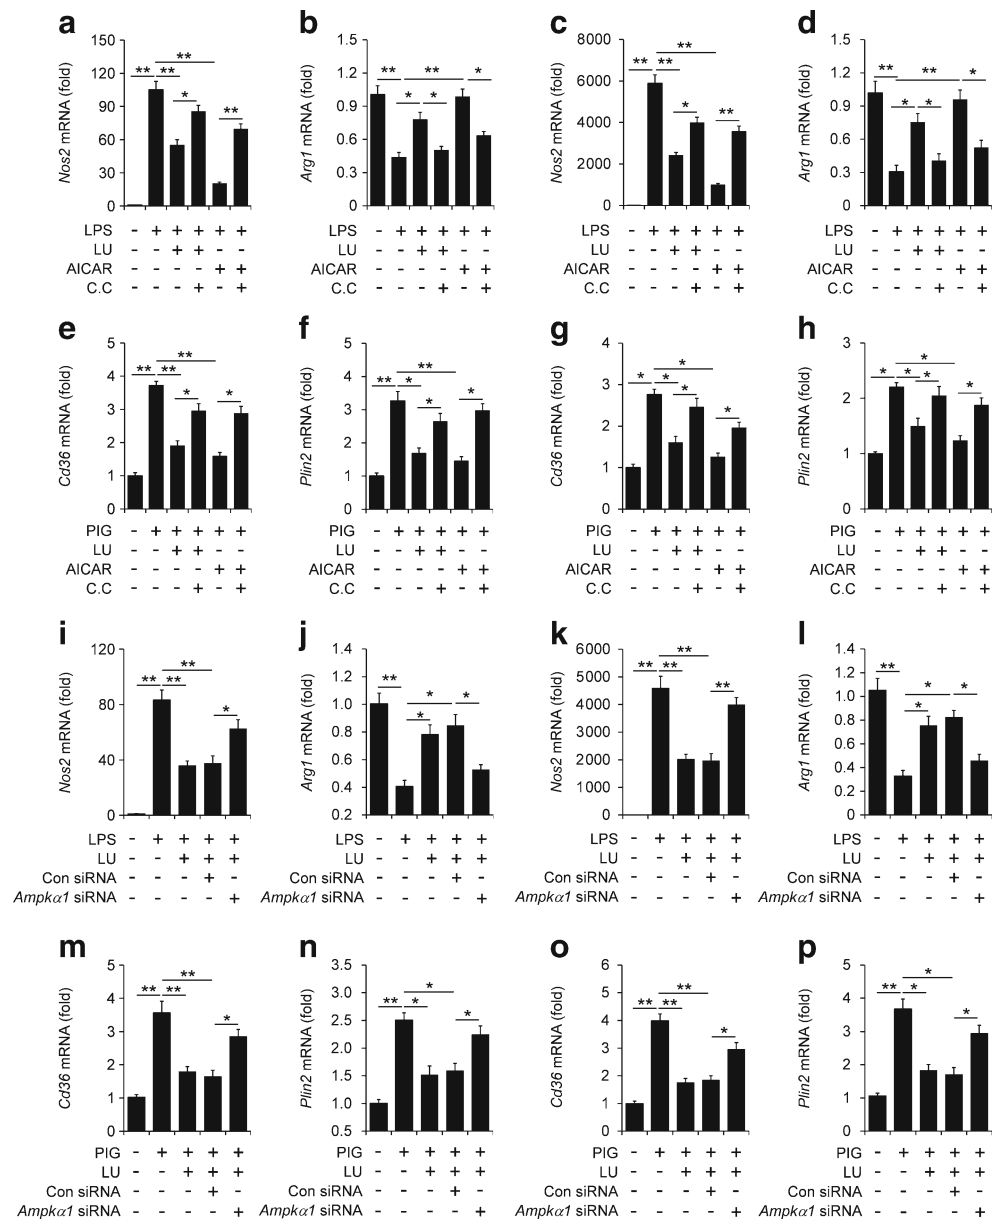 a
Nos2 mRNA (fold)
150
120
90
60
30
0
**
** **
*
**
LPS - + + + + +
LU - - + + - -
AICAR - - - - + +
C.C - - - + - +
b
Arg1 mRNA (fold)
1.5
1.2
0.9
0.6
0.3
0
** ** *
* *
LPS - + + + + +
LU - - + + - -
AICAR - - - - + +
C.C - - - + - +
c
Nos2 mRNA (fold)
8000
6000
4000
2000
0
**
** **
* **
LPS - + + + + +
LU - - + + - -
AICAR - - - - + +
C.C - - - + - +
d
Arg1 mRNA (fold)
1.5
1.2
0.9
0.6
0.3
0
** ** *
* *
LPS - + + + + +
LU - - + + - -
AICAR - - - - + +
C.C - - - + - +
e
Cd36 mRNA (fold)
5
4
3
2
1
0
**
** **
* *
PIG - + + + + +
LU - - + + - -
AICAR - - - - + +
C.C - - - + - +
f
Plin2 mRNA (fold)
5
4
3
2
1
0
**
** * *
*
PIG - + + + + +
LU - - + + - -
AICAR - - - - + +
C.C - - - + - +
g
Cd36 mRNA (fold)
4
3
2
1
0
*
* * *
*
PIG - + + + + +
LU - - + + - -
AICAR - - - - + +
C.C - - - + - +
h
Plin2 mRNA (fold)
3
2
1
0
*
* * *
*
PIG - + + + + +
LU - - + + - -
AICAR - - - - + +
C.C - - - + - +
i
Nos2 mRNA (fold)
120
80
40
0
**
** **
*
LPS - + + + +
LU - - + + +
Con siRNA - - - + -
Ampkα1 siRNA - - - - +
j
Arg1 mRNA (fold)
1.4
1.2
1.0
0.8
0.6
0.4
0.2
**
* *
*
LPS - + + + +
LU - - + + +
Con siRNA - - - + -
Ampkα1 siRNA - - - - +
k
Nos2 mRNA (fold)
6000
5000
4000
3000
2000
1000
0
**
** **
**
LPS - + + + +
LU - - + + +
Con siRNA - - - + -
Ampkα1 siRNA - - - - +
l
Arg1 mRNA (fold)
1.4
1.2
1.0
0.8
0.6
0.4
0.2
0
**
* *
*
LPS - + + + +
LU - - + + +
Con siRNA - - - + -
Ampkα1 siRNA - - - - +
m
Cd36 mRNA (fold)
5
4
3
2
1
0
**
** **
*
PIG - + + + +
LU - - + + +
Con siRNA - - - + -
Ampkα1 siRNA - - - - +
n
Plin2 mRNA (fold)
3.5
3.0
2.5
2.0
1.5
1.0
0.5
*
** *
*
PIG - + + + +
LU - - + + +
Con siRNA - - - + -
Ampkα1 siRNA - - - - +
o
Cd36 mRNA (fold)
6
5
4
3
2
1
0
**
** **
*
PIG - + + + +
LU - - + + +
Con siRNA - - - + -
Ampkα1 siRNA - - - - +
p
Plin2 mRNA (fold)
5
4
3
2
1
0
*
** *
*
PIG - + + + +
LU - - + + +
Con siRNA - - - + -
Ampkα1 siRNA - - - - +